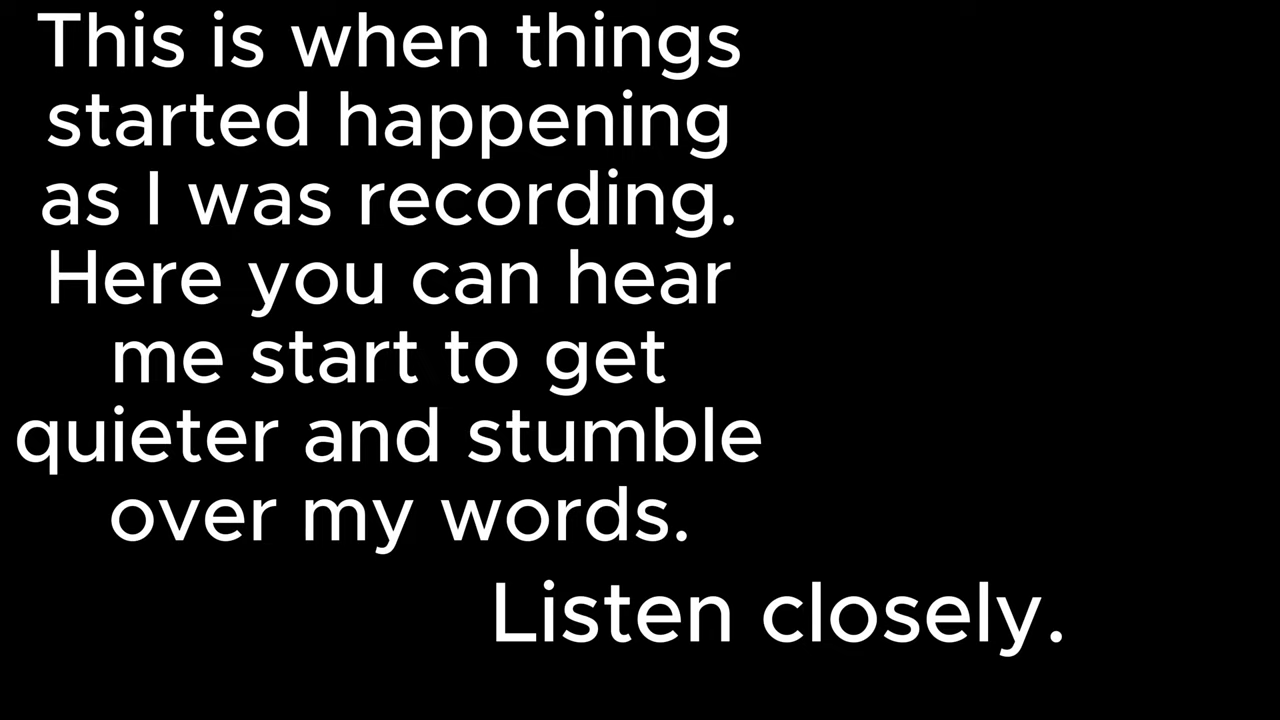 This is when things
started happening
as I was recording.
Here you can hear
me start to get
quieter and stumble
over my words.
Listen closely.